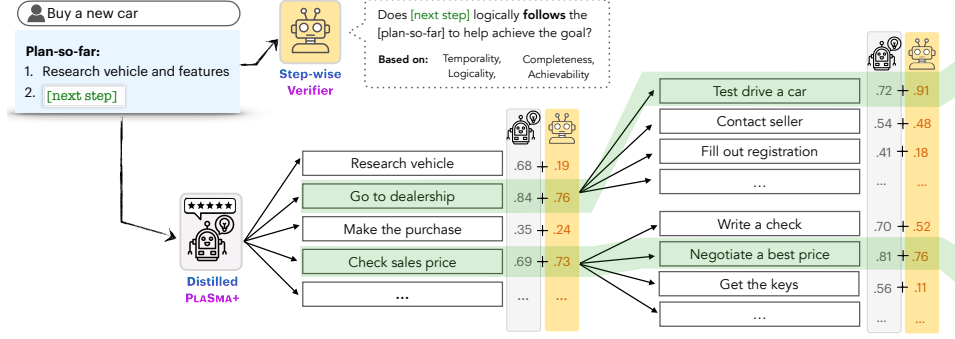 Buy a new car
Plan-so-far:
1. Research vehicle and features
2. [next step]
Step-wise
Verifier
Does [next step] logically follows the
[plan-so-far] to help achieve the goal?
Based on: Temporality, Completeness,
Logicality, Achievability
Distilled
PLASMA+
Research vehicle .68 + .19
Go to dealership .84 + .76
Make the purchase .35 + .24
Check sales price .69 + .73
... ... ...
Test drive a car .72 + .91
Contact seller .54 + .48
Fill out registration .41 + .18
... ... ...
Write a check .70 + .52
Negotiate a best price .81 + .76
Get the keys .56 + .11
... ... ...